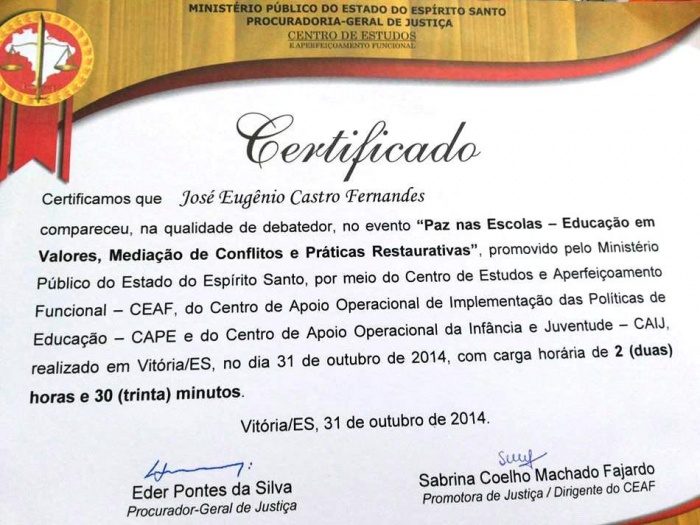 MINISTÉRIO PÚBLICO DO ESTADO DO ESPÍRITO SANTO
PROCURADORIA-GERAL DE JUSTIÇA
CENTRO DE ESTUDOS
E APERFEIÇOAMENTO FUNCIONAL
Certificado
Certificamos que José Eugênio Castro Fernandes
compareceu, na qualidade de debatedor, no evento “Paz nas Escolas – Educação em
Valores, Mediação de Conflitos e Práticas Restaurativas”, promovido pelo Ministério
Público do Estado do Espírito Santo, por meio do Centro de Estudos e Aperfeiçoamento
Funcional – CEAF, do Centro de Apoio Operacional de Implementação das Políticas de
Educação – CAPE e do Centro de Apoio Operacional da Infância e Juventude – CAIJ,
realizado em Vitória/ES, no dia 31 de outubro de 2014, com carga horária de 2 (duas)
horas e 30 (trinta) minutos.
Vitória/ES, 31 de outubro de 2014.
Eder Pontes da Silva
Procurador-Geral de Justiça
Sabrina Coelho Machado Fajardo
Promotora de Justiça / Dirigente do CEAF